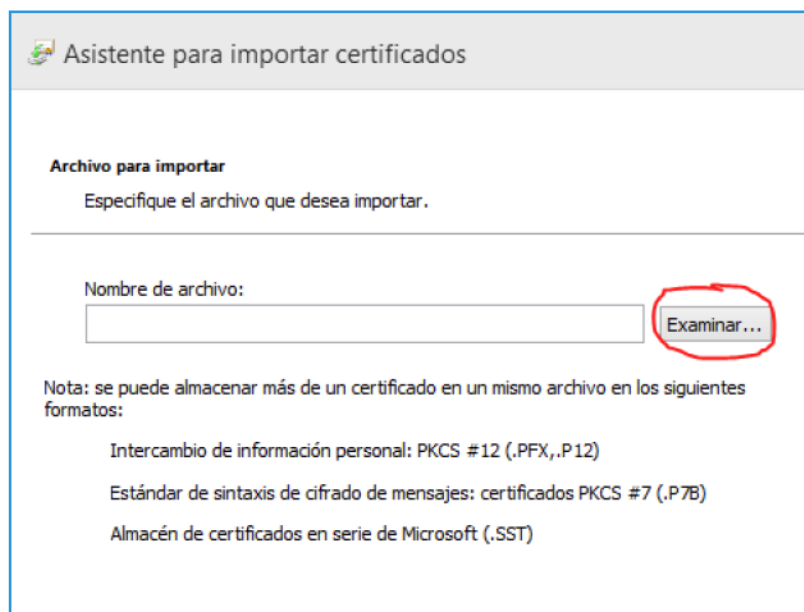 Asistente para importar certificados
Archivo para importar
Especifique el archivo que desea importar.
Nombre de archivo:
Examinar...
Nota: se puede almacenar más de un certificado en un mismo archivo en los siguientes
formatos:
Intercambio de información personal: PKCS #12 (.PFX,.P12)
Estándar de sintaxis de cifrado de mensajes: certificados PKCS #7 (.P7B)
Almacén de certificados en serie de Microsoft (.SST)